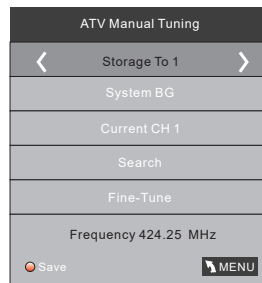 ATV Manual Tuning
Storage To 1
System BG
Current CH 1
Search
Fine-Tune
Frequency 424.25 MHz
Save MENU